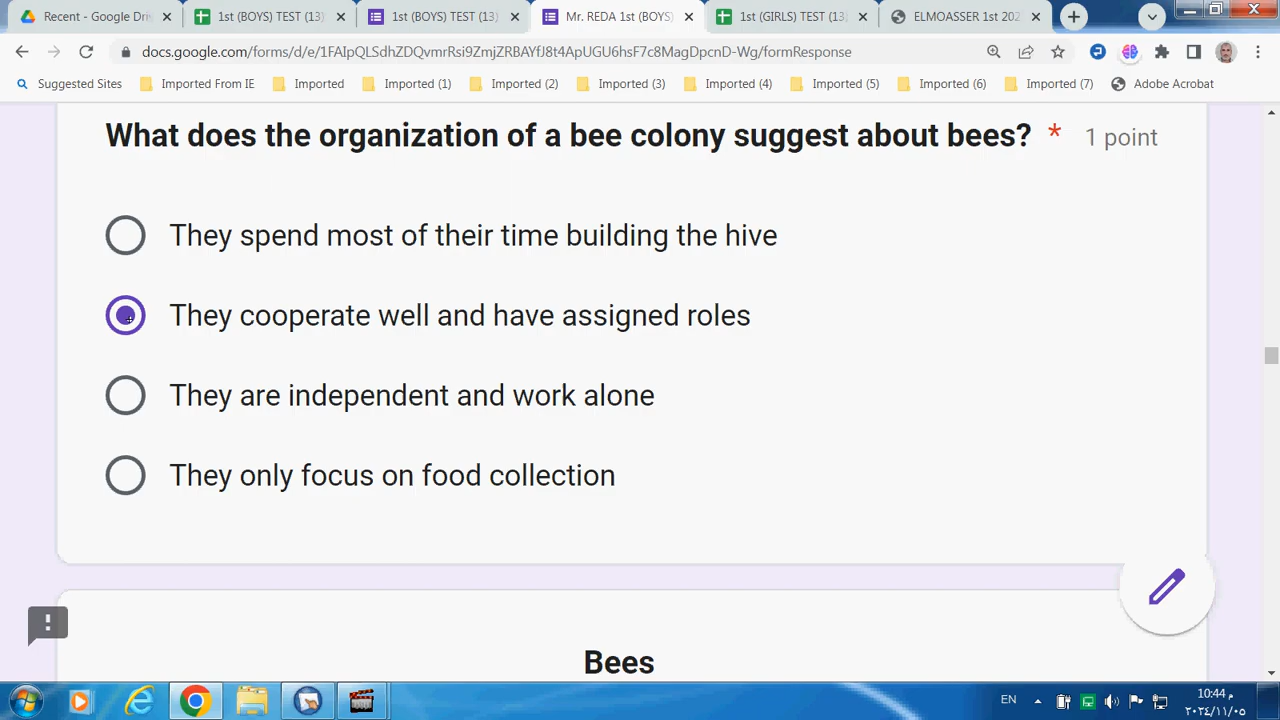 Recent - Google Dri
1st (BOYS) TEST (13)
1st (BOYS) TEST (
Mr. REDA 1st (BOYS)
1st (GIRLS) TEST (13
docs.google.com/forms/d/e/1FAIpQLSdhZDQvmrRsi9ZmjZRBAYfJ8t4ApUGU6hsF7c8MagDpcnD-Wg/formResponse
Suggested Sites
Imported From IE
Imported
Imported (1)
Imported (2)
Imported (3)
Imported (4)
Imported (5)
Imported (6)
Imported (7)
Adobe Acrobat
What does the organization of a bee colony suggest about bees? * 1 point
They spend most of their time building the hive
They cooperate well and have assigned roles
They are independent and work alone
They only focus on food collection
Bees
EN
10:44 م
٢٠٢٤/١١/٠٥